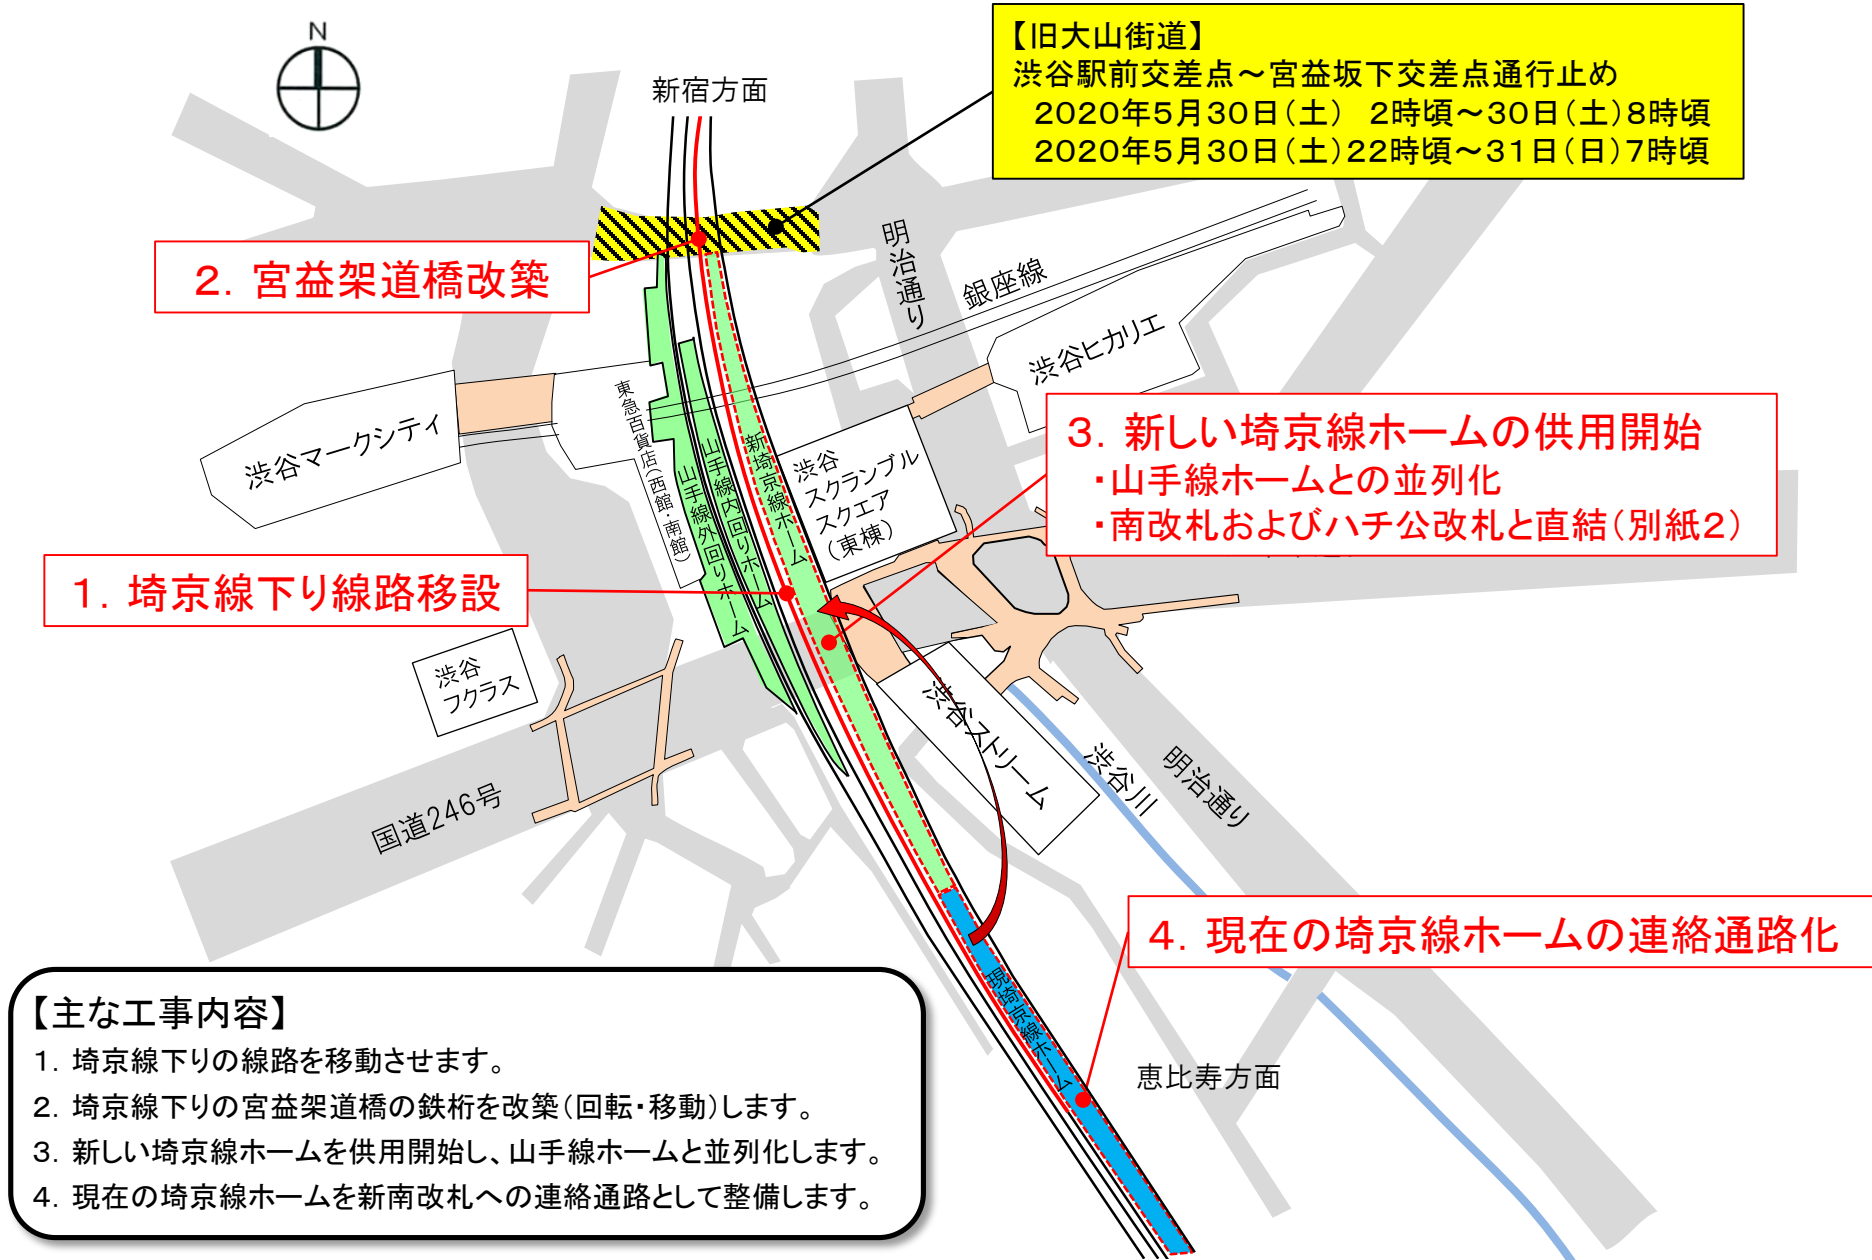 N
新宿方面
【旧大山街道】
渋谷駅前交差点～宮益坂下交差点通行止め
2020年5月30日(土) 2時頃～30日(土)8時頃
2020年5月30日(土)22時頃～31日(日)7時頃
2. 宮益架道橋改築
明治通り
銀座線
渋谷ヒカリエ
渋谷マークシティ
東急百貨店(西館・南館)
山手線外回りホーム
山手線内回りホーム
新埼京線ホーム
渋谷
スクランブル
スクエア
(東棟)
3. 新しい埼京線ホームの供用開始
・山手線ホームとの並列化
・南改札およびハチ公改札と直結(別紙2)
1. 埼京線下り線路移設
渋谷
フクラス
渋谷ストリーム
渋谷川
明治通り
国道246号
4. 現在の埼京線ホームの連絡通路化
現埼京線ホーム
恵比寿方面
【主な工事内容】
1. 埼京線下りの線路を移動させます。
2. 埼京線下りの宮益架道橋の鉄桁を改築(回転・移動)します。
3. 新しい埼京線ホームを供用開始し、山手線ホームと並列化します。
4. 現在の埼京線ホームを新南改札への連絡通路として整備します。